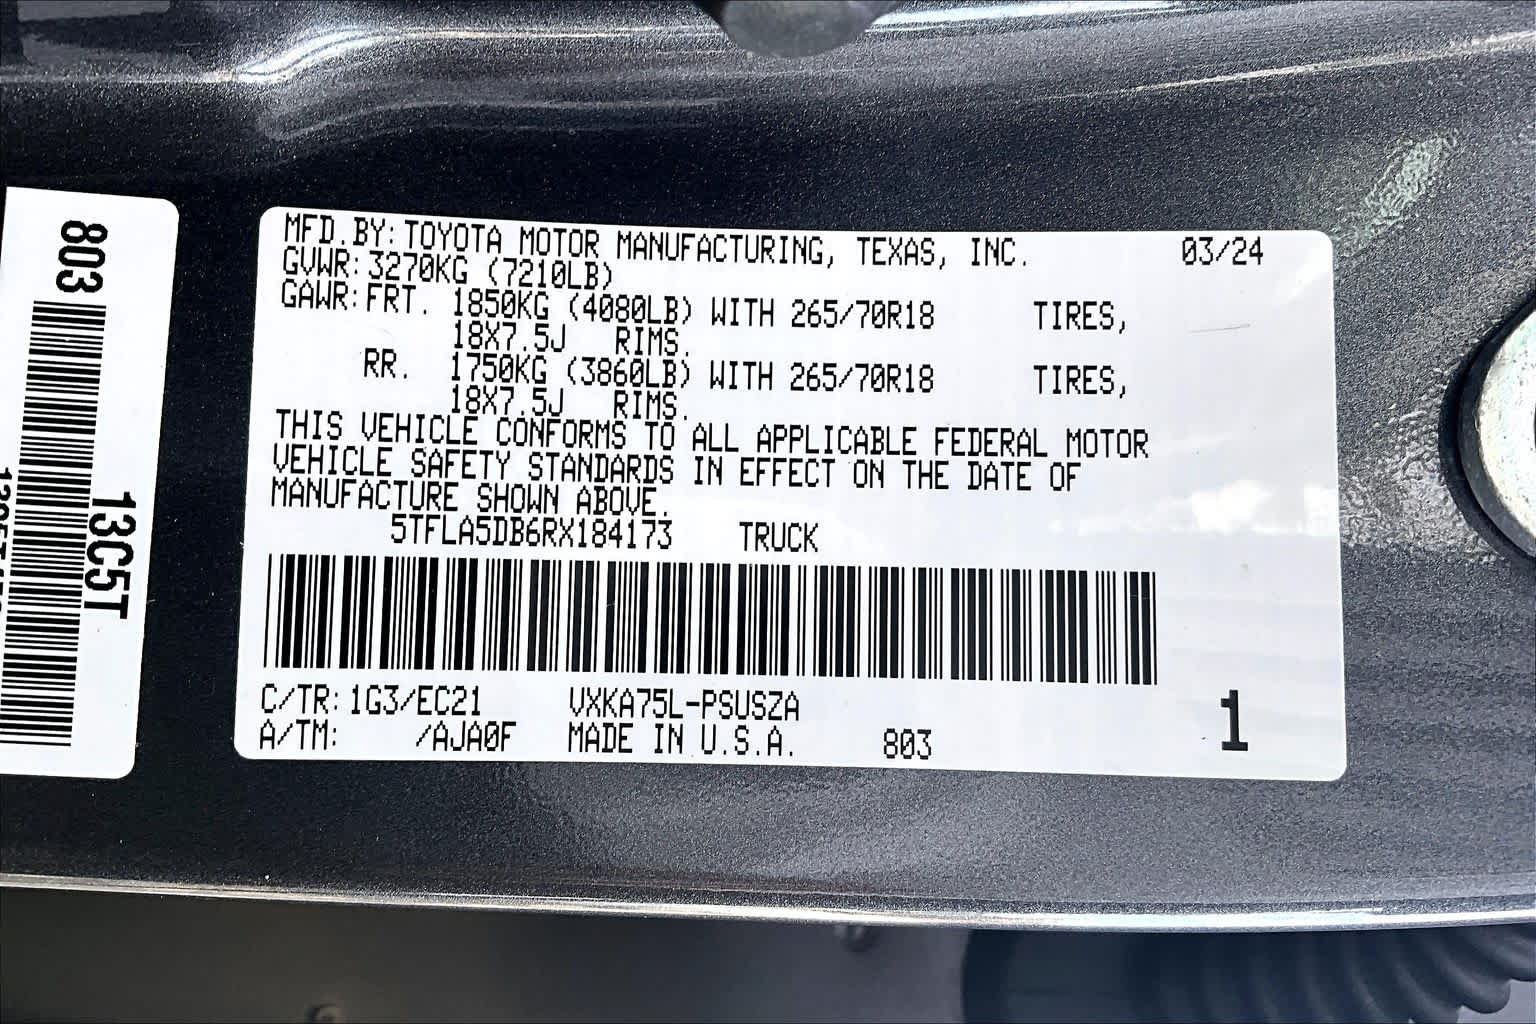 803
13C5T
MFD.BY:TOYOTA MOTOR MANUFACTURING, TEXAS, INC. 03/24
GVWR:3270KG (7210LB)
GAWR:FRT. 1850KG (4080LB) WITH 265/70R18 TIRES,
18X7.5J RIMS.
RR. 1750KG (3860LB) WITH 265/70R18 TIRES,
18X7.5J RIMS.
THIS VEHICLE CONFORMS TO ALL APPLICABLE FEDERAL MOTOR
VEHICLE SAFETY STANDARDS IN EFFECT ON THE DATE OF
MANUFACTURE SHOWN ABOVE.
5TFLA5DB6RX184173 TRUCK
C/TR:1G3/EC21 VXKA75L-PSUSZA
A/TM: /AJA0F MADE IN U.S.A. 803
1